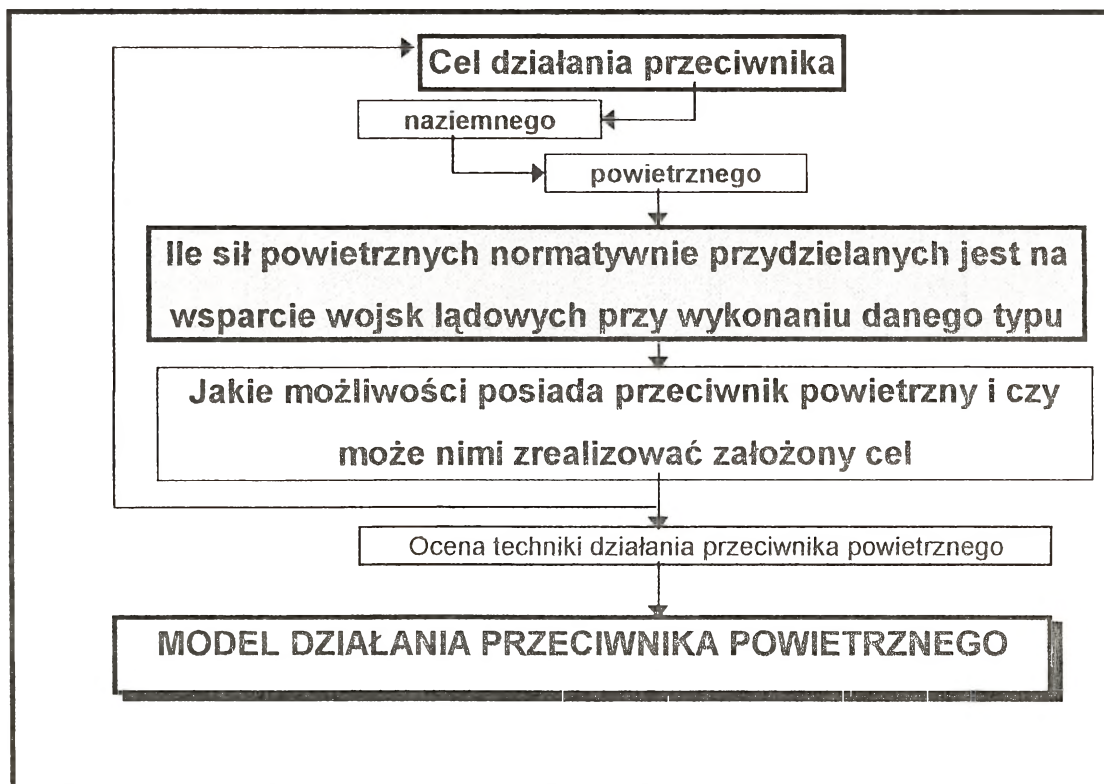 Cel działania przeciwnika
naziemnego
powietrznego
Ile sił powietrznych normatywnie przydzielanych jest na
wsparcie wojsk lądowych przy wykonaniu danego typu
Jakie możliwości posiada przeciwnik powietrzny i czy
może nimi zrealizować założony cel
Ocena techniki działania przeciwnika powietrznego
MODEL DZIAŁANIA PRZECIWNIKA POWIETRZNEGO